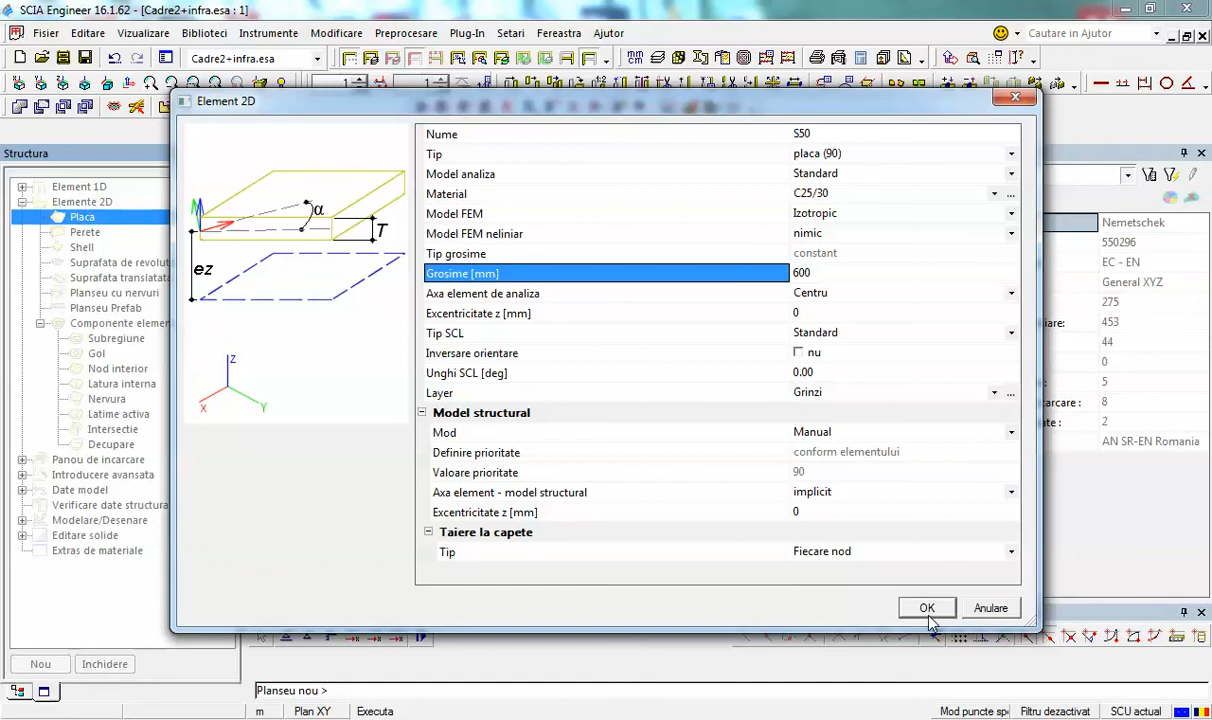 SCIA Engineer 16.1.62 - [Cadre2+infra.esa : 1]
Fisier Editare Vizualizare Biblioteci Instrumente Modificare Preprocesare Plug-In Setari Fereastra Ajutor
Cautare in Ajutor
Cadre2+infra.esa
Element 2D
Structura
Element 1D
Elemente 2D
Placa
Perete
Shell
Suprafata de revolut
Suprafata translatata
Planseu cu nervuri
Planseu Prefab
Componente elemen
Subregiune
Gol
Nod interior
Latura interna
Nervura
Latime activa
Intersectie
Decupare
Panou de incarcare
Introducere avansata
Date model
Verificare date structura
Modelare/Desenare
Editare solide
Extras de materiale
Nou
Inchidere
α
T
ez
Z
X
Y
Nume S50
Tip placa (90)
Model analiza Standard
Material C25/30
Model FEM Izotropic
Model FEM neliniar nimic
Tip grosime constant
Grosime [mm] 600
Axa element de analiza Centru
Excentricitate z [mm] 0
Tip SCL Standard
Inversare orientare nu
Unghi SCL [deg] 0.00
Layer Grinzi
Model structural
Mod Manual
Definire prioritate conform elementului
Valoare prioritate 90
Axa element - model structural implicit
Excentricitate z [mm] 0
Taiere la capete
Tip Fiecare nod
OK
Anulare
Nemetschek
550296
EC - EN
General XYZ
275
iare: 453
44
0
5
tarcare : 8
ate : 2
AN SR-EN Romania
Planseu nou >
m Plan XY Executa Mod puncte sp Filtru dezactivat SCU actual